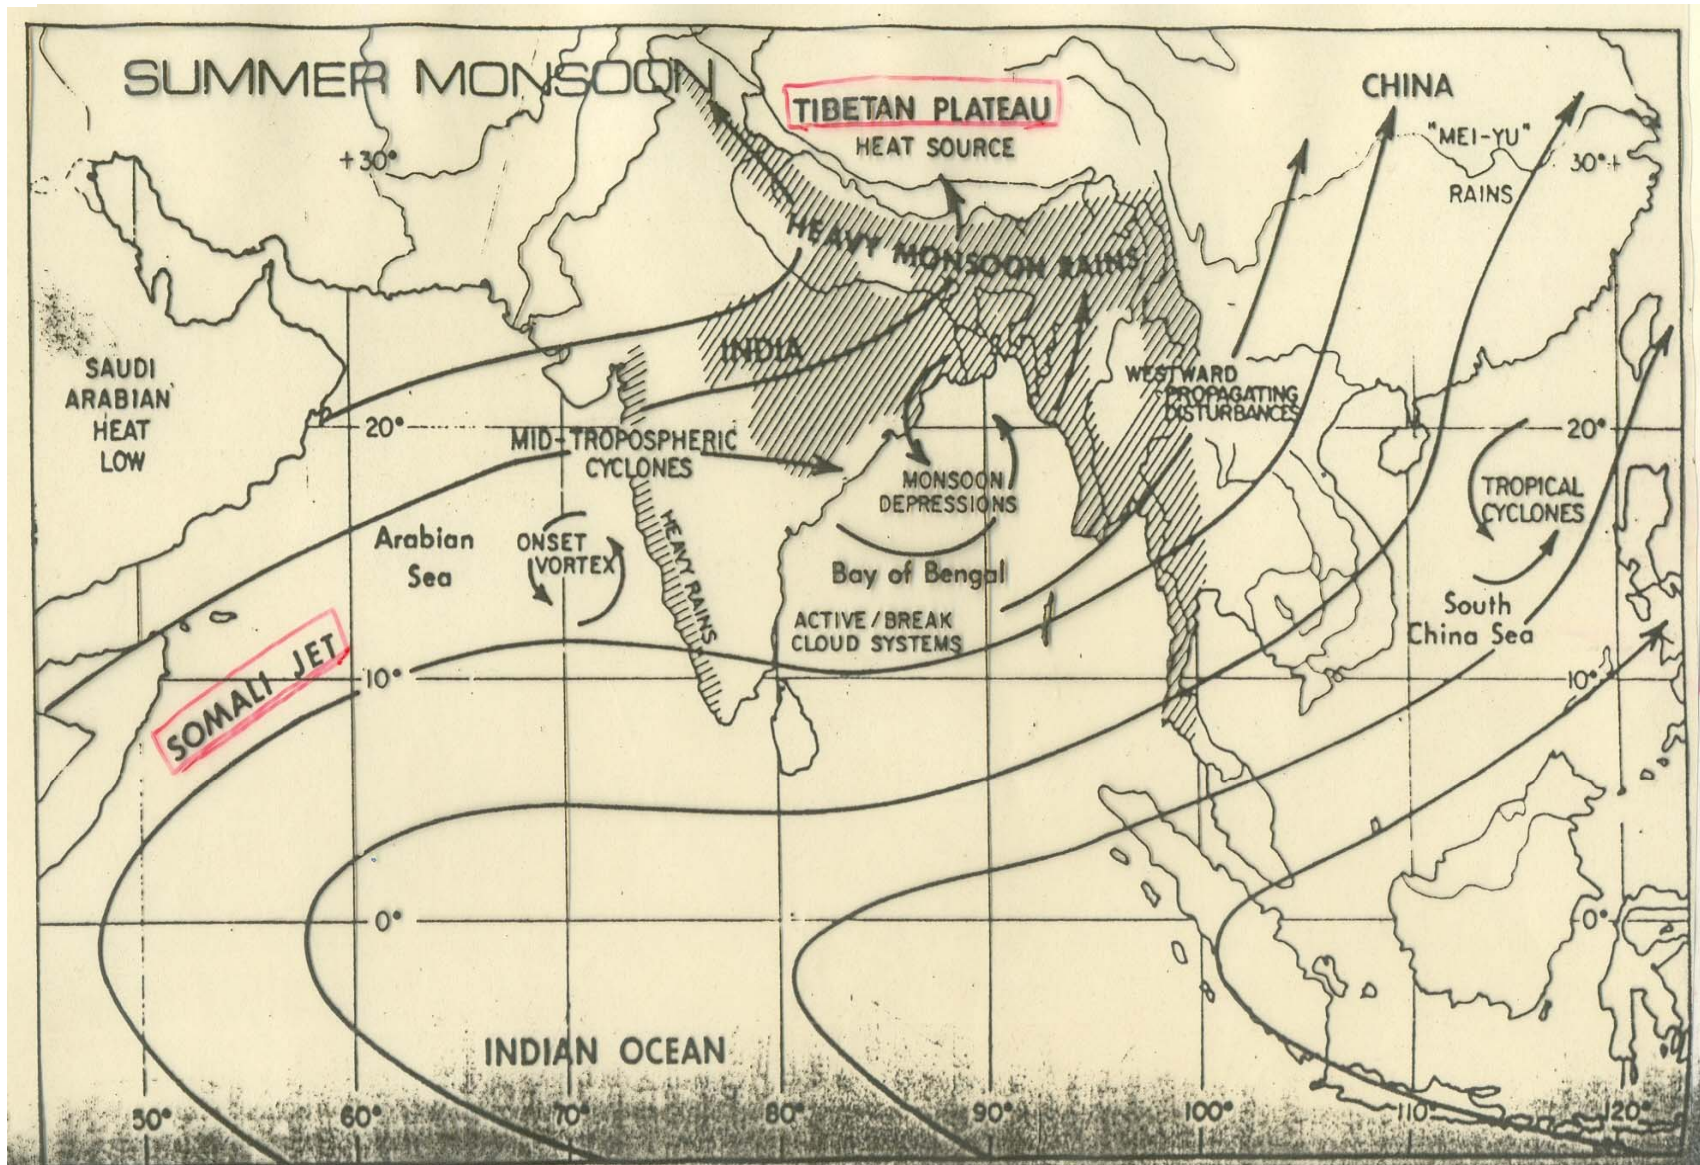 SUMMER MONSOON
TIBETAN PLATEAU
HEAT SOURCE
CHINA
"MEI-YU"
RAINS
+30°
30°+
HEAVY MONSOON RAINS
INDIA
SAUDI
ARABIAN
HEAT
LOW
WESTWARD
PROPAGATING
DISTURBANCES
20°
20°
MID-TROPOSPHERIC
CYCLONES
MONSOON
DEPRESSIONS
TROPICAL
CYCLONES
Arabian
Sea
ONSET
VORTEX
HEAVY RAINS
Bay of Bengal
ACTIVE/BREAK
CLOUD SYSTEMS
South
China Sea
SOMALI JET
10°
10°
0°
0°
INDIAN OCEAN
50°
60°
70°
80°
90°
100°
110°
120°